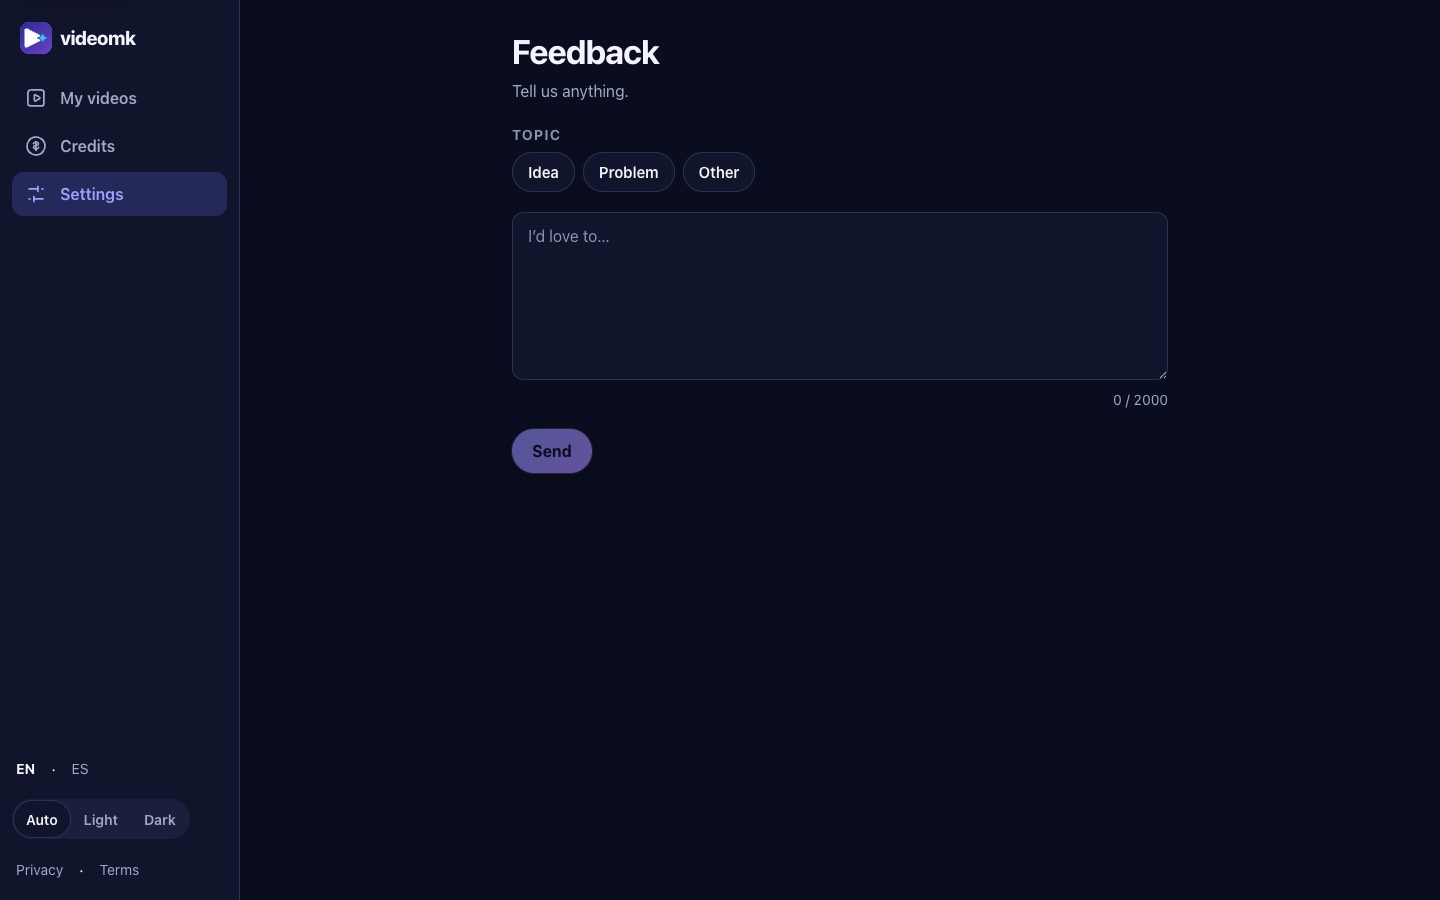 videomk
My videos
Credits
Settings
EN · ES
Auto Light Dark
Privacy · Terms
Feedback
Tell us anything.
TOPIC
Idea Problem Other
I'd love to...
0 / 2000
Send